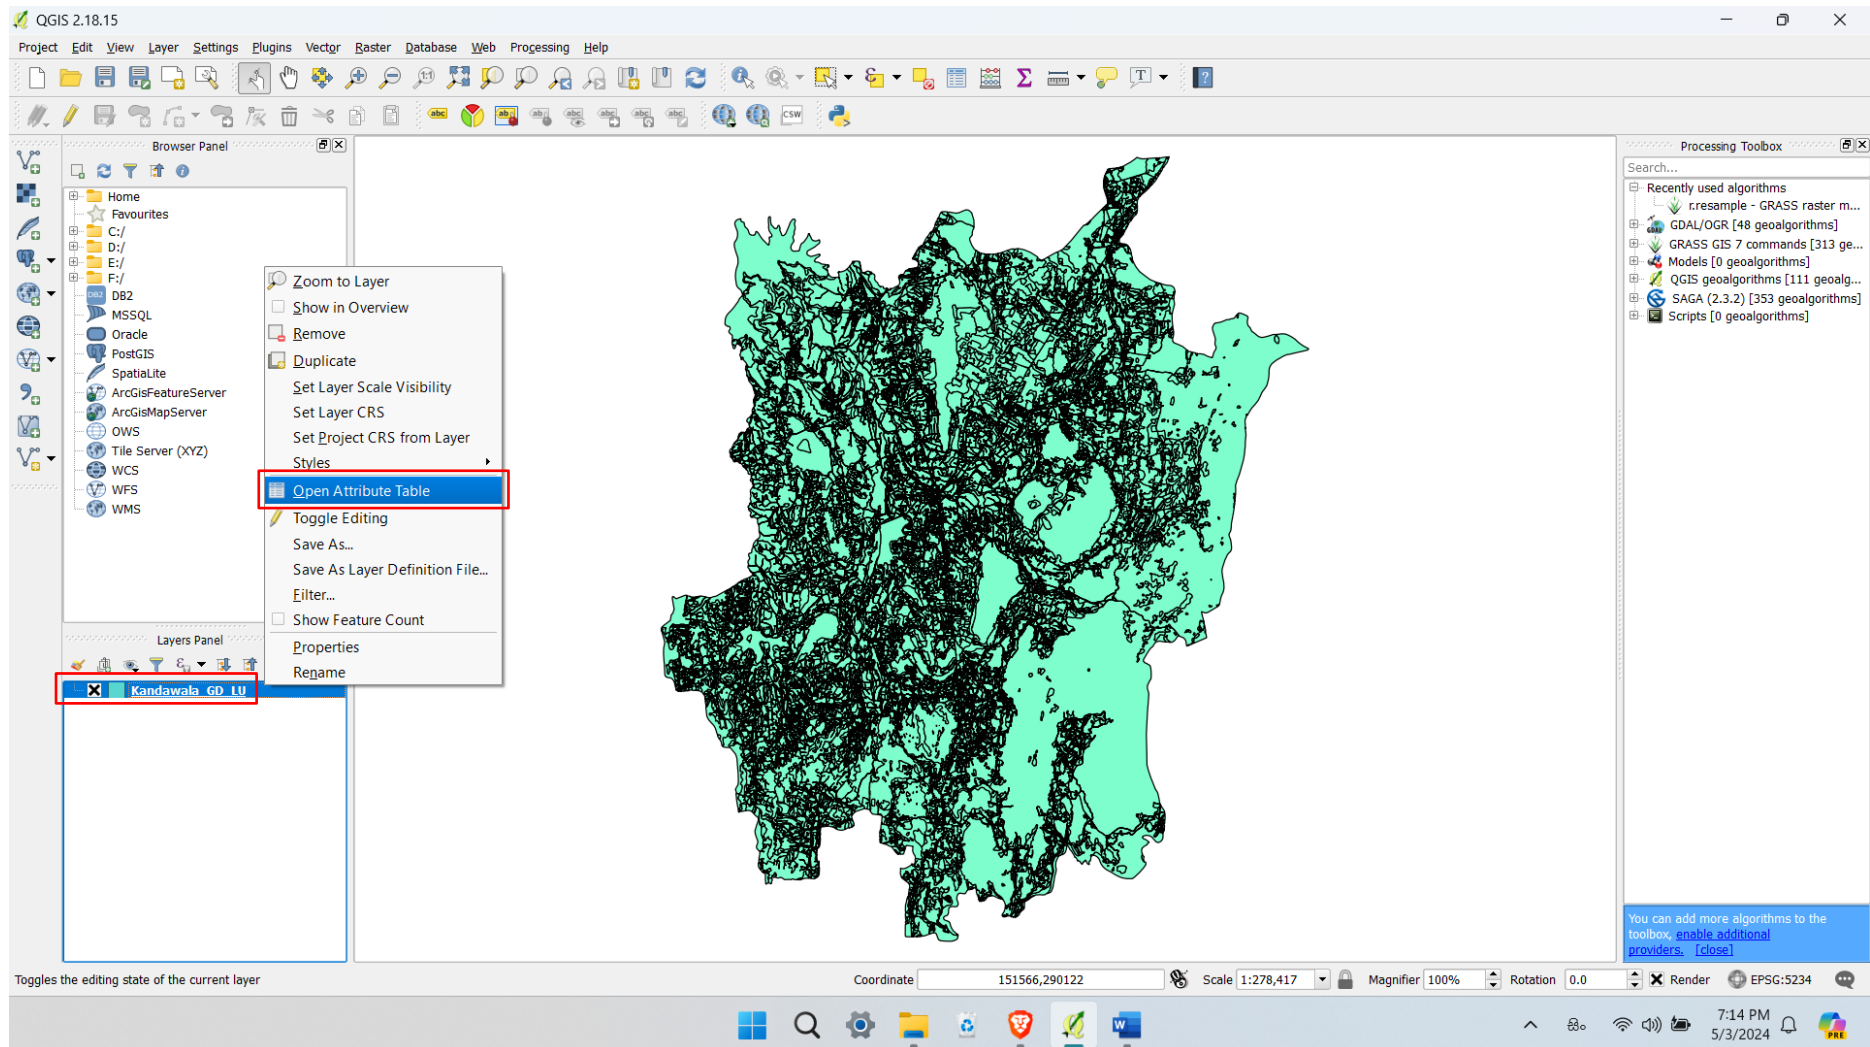 QGIS 2.18.15
Project Edit View Layer Settings Plugins Vector Raster Database Web Processing Help
Browser Panel
Home
Favourites
C:/
D:/
E:/
F:/
DB2
MSSQL
Oracle
PostGIS
SpatiaLite
ArcGisFeatureServer
ArcGisMapServer
OWS
Tile Server (XYZ)
WCS
WFS
WMS
Zoom to Layer
Show in Overview
Remove
Duplicate
Set Layer Scale Visibility
Set Layer CRS
Set Project CRS from Layer
Styles
Open Attribute Table
Toggle Editing
Save As...
Save As Layer Definition File...
Filter...
Show Feature Count
Properties
Rename
Layers Panel
Kandawala_GD_LU
Processing Toolbox
Search...
Recently used algorithms
r.resample - GRASS raster m...
GDAL/OGR [48 geoalgorithms]
GRASS GIS 7 commands [313 ge...
Models [0 geoalgorithms]
QGIS geoalgorithms [111 geoalg...
SAGA (2.3.2) [353 geoalgorithms]
Scripts [0 geoalgorithms]
You can add more algorithms to the
toolbox, enable additional
providers. [close]
Toggles the editing state of the current layer
Coordinate 151566,290122 Scale 1:278,417 Magnifier 100% Rotation 0.0 Render EPSG:5234
7:14 PM
5/3/2024